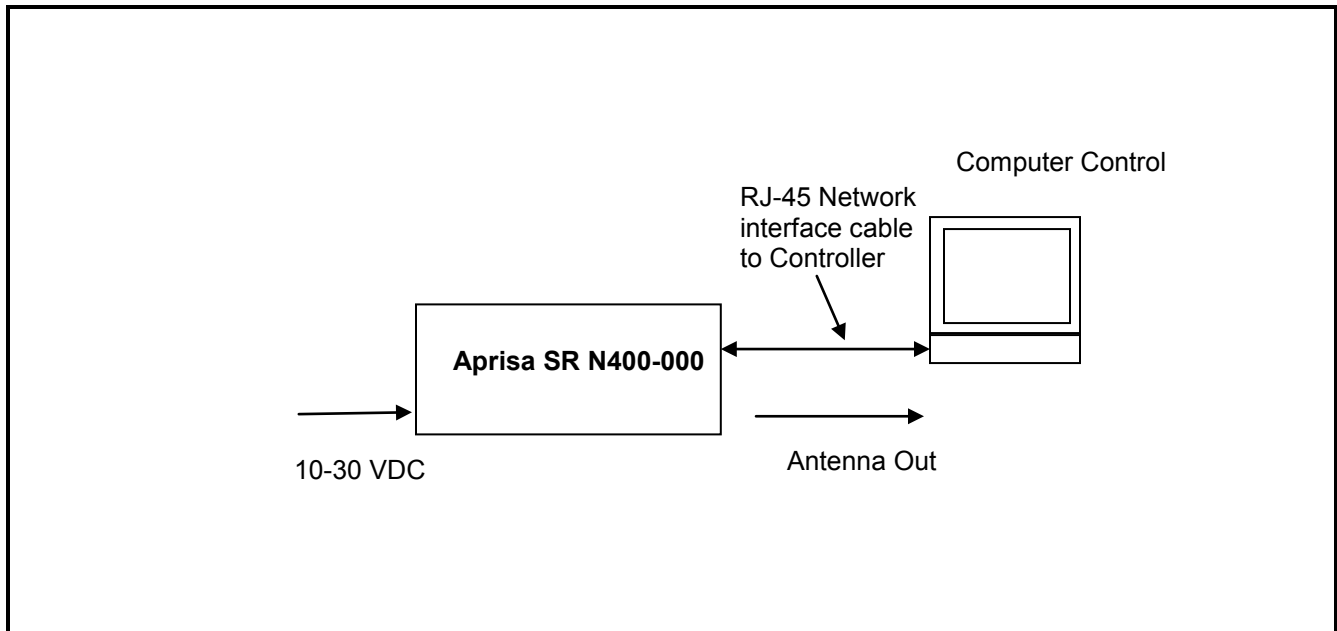 Computer Control
RJ-45 Network
interface cable
to Controller
Aprisa SR N400-000
10-30 VDC
Antenna Out